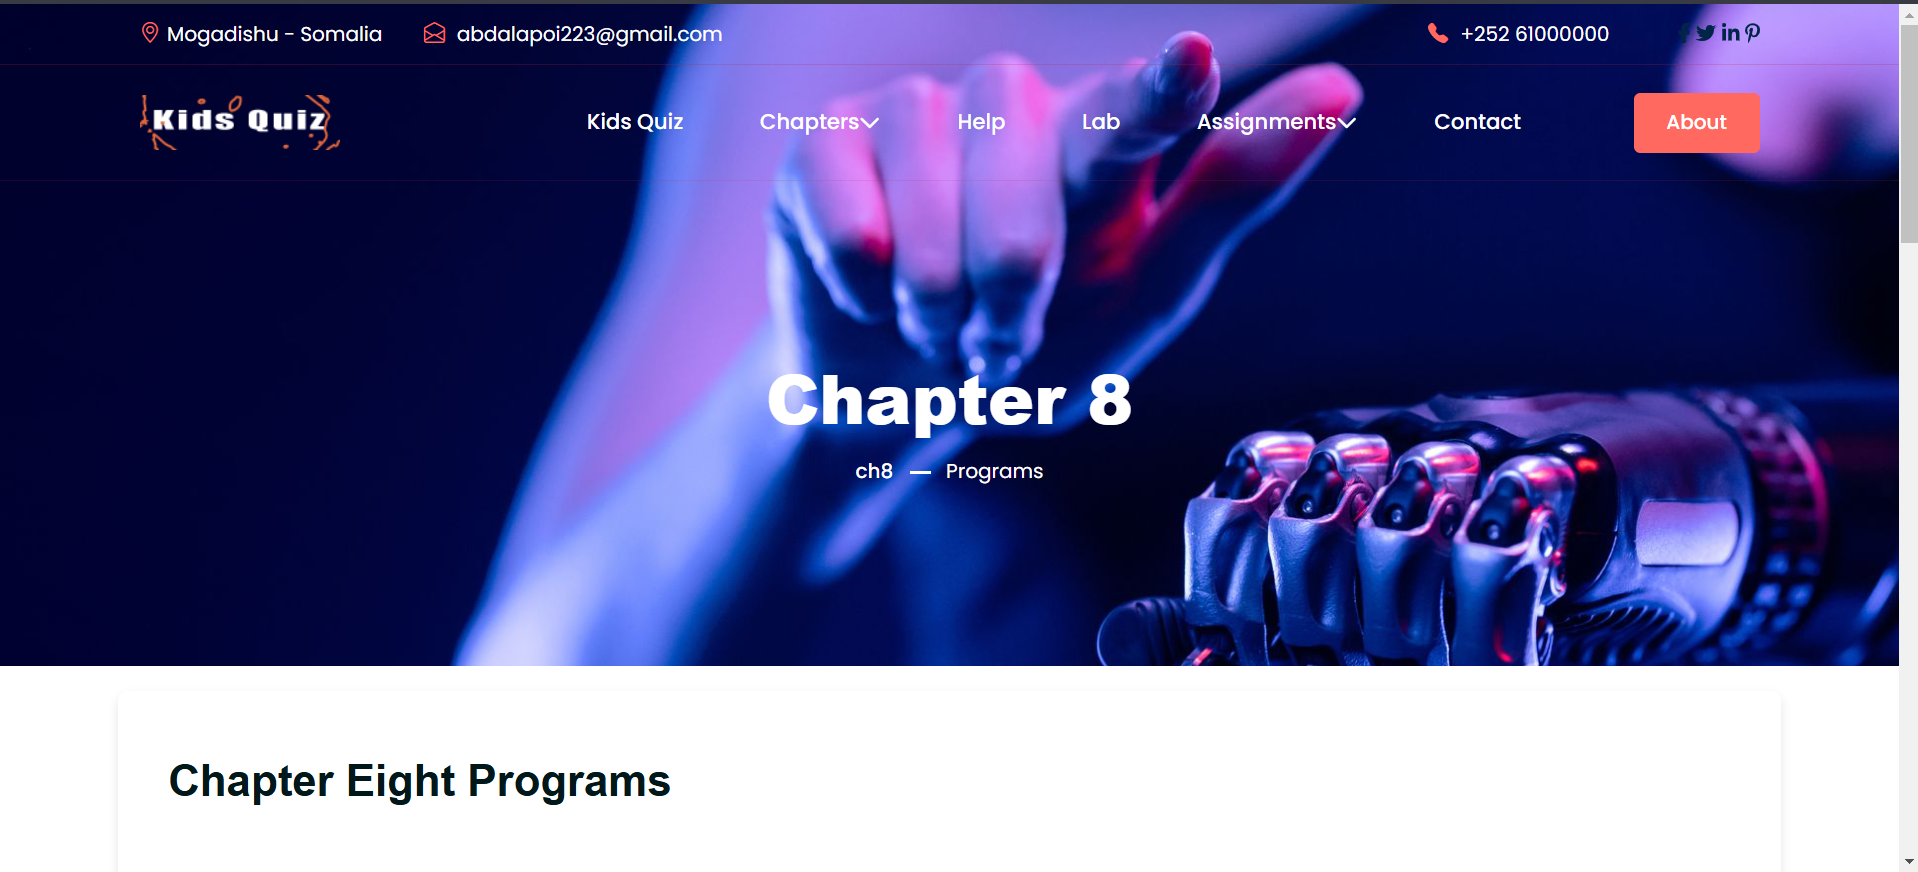 Mogadishu - Somalia abdalapoi223@gmail.com +252 61000000
Kids Quiz Kids Quiz Chapters Help Lab Assignments Contact About
Chapter 8
ch8 — Programs
Chapter Eight Programs